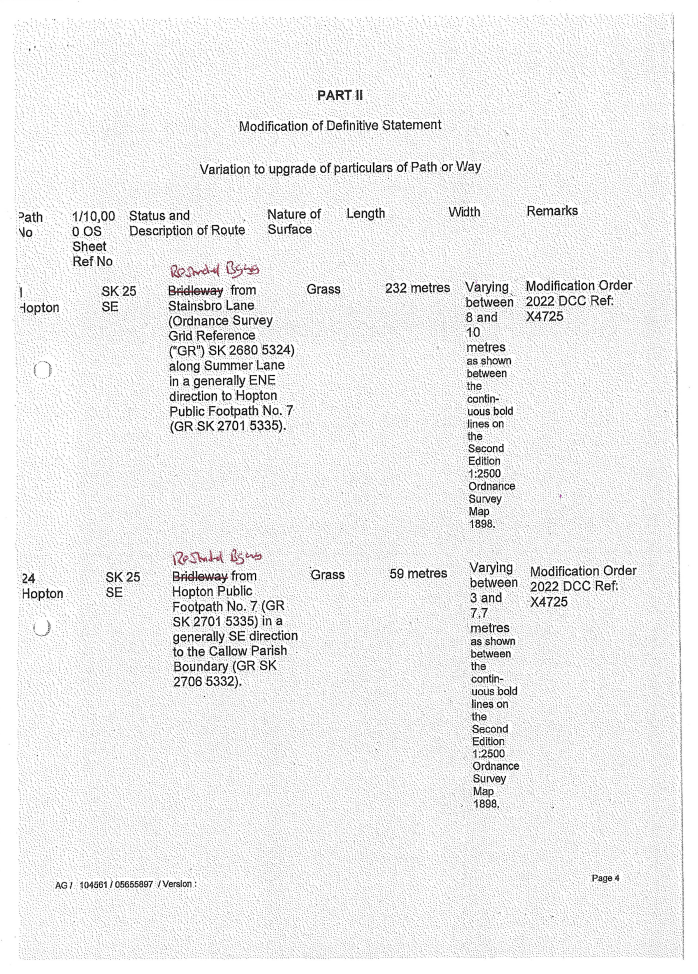 PART II
Modification of Definitive Statement
Variation to upgrade of particulars of Path or Way
Path No
1/10,00
0 OS
Sheet
Ref No
Status and
Description of Route
Nature of
Surface
Length
Width
Remarks
1
Hopton
SK 25
SE
Restricted Byway
Bridleway from
Stainsbro Lane
(Ordnance Survey
Grid Reference
("GR") SK 2680 5324)
along Summer Lane
in a generally ENE
direction to Hopton
Public Footpath No. 7
(GR SK 2701 5335).
Grass
232 metres
Varying
between
8 and
10
metres
as shown
between
the
contin-
uous bold
lines on
the
Second
Edition
1:2500
Ordnance
Survey
Map
1898.
Modification Order
2022 DCC Ref:
X4725
24
Hopton
SK 25
SE
Restricted Byway
Bridleway from
Hopton Public
Footpath No. 7 (GR
SK 2701 5335) in a
generally SE direction
to the Callow Parish
Boundary (GR SK
2706 5332).
Grass
59 metres
Varying
between
3 and
7.7
metres
as shown
between
the
contin-
uous bold
lines on
the
Second
Edition
1:2500
Ordnance
Survey
Map
1898.
Modification Order
2022 DCC Ref:
X4725
AG / 104561 / 05655897 / Version :
Page 4